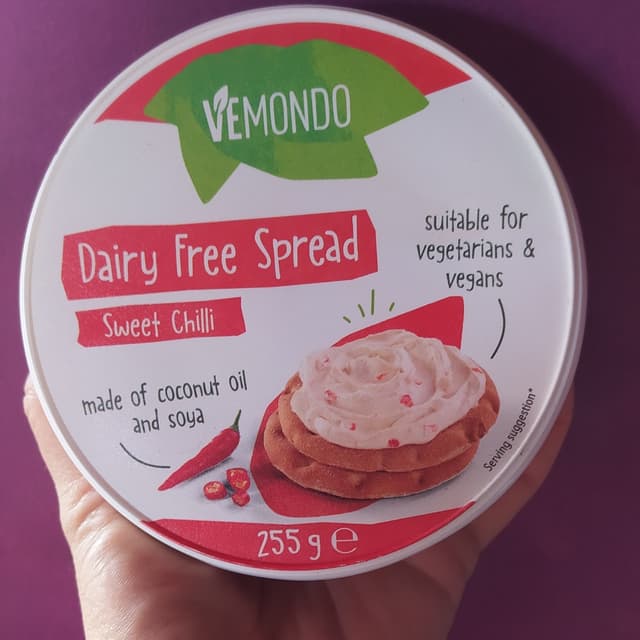 VEMONDO
Dairy Free Spread
Sweet Chilli
suitable for
vegetarians &
vegans
made of coconut oil
and soya
Serving suggestion*
255 g e